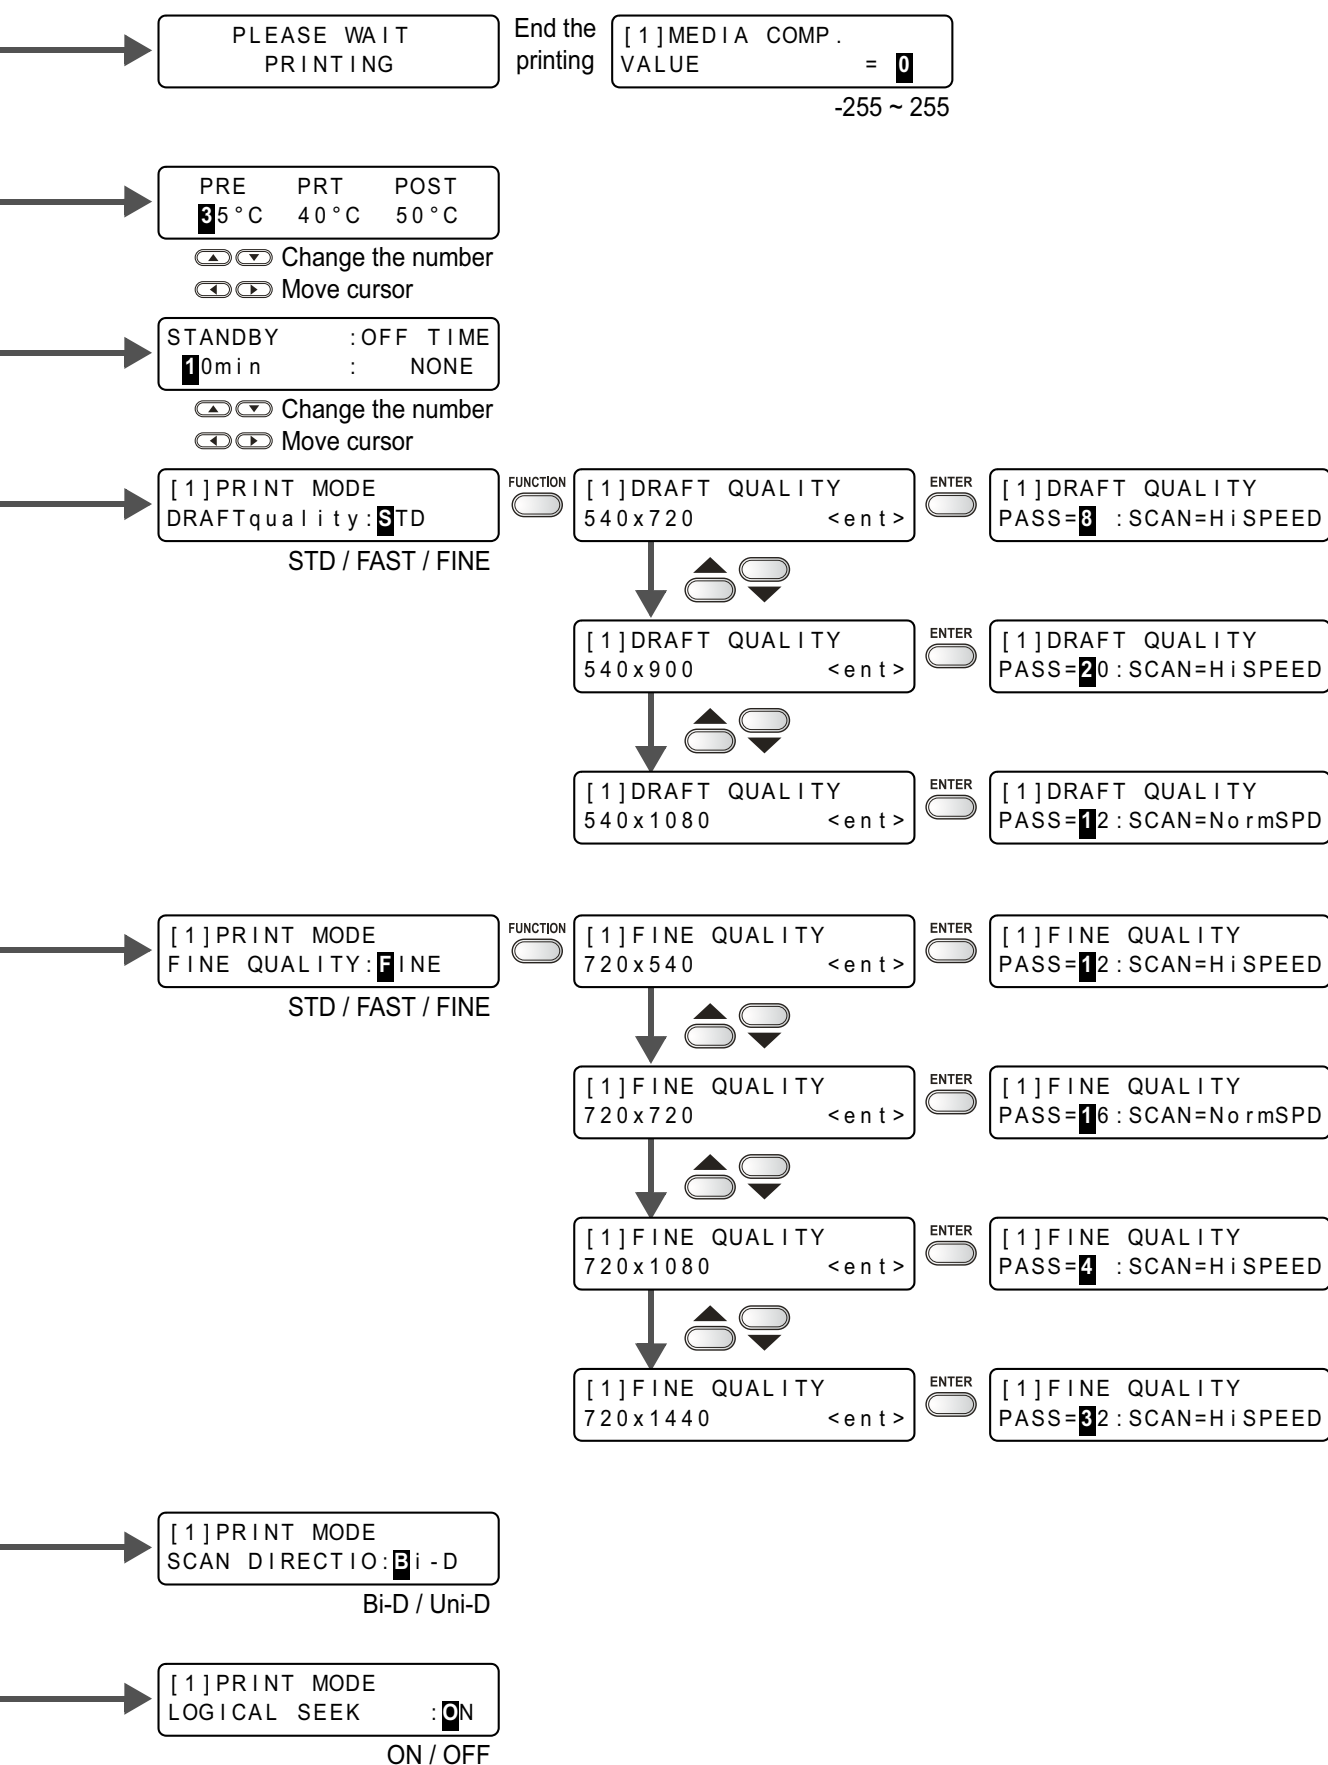 PLEASE WAIT
PRINTING
End the
printing
[1]MEDIA COMP.
VALUE = 0
-255 ~ 255
PRE PRT POST
35°C 40°C 50°C
Change the number
Move cursor
STANDBY :OFF TIME
10min : NONE
Change the number
Move cursor
[1]PRINT MODE
DRAFTquality:STD
STD / FAST / FINE
FUNCTION
[1]DRAFT QUALITY
540x720 <ent>
ENTER
[1]DRAFT QUALITY
PASS=8 :SCAN=HiSPEED
[1]DRAFT QUALITY
540x900 <ent>
ENTER
[1]DRAFT QUALITY
PASS=20:SCAN=HiSPEED
[1]DRAFT QUALITY
540x1080 <ent>
ENTER
[1]DRAFT QUALITY
PASS=12:SCAN=NormSPD
[1]PRINT MODE
FINE QUALITY:FINE
STD / FAST / FINE
FUNCTION
[1]FINE QUALITY
720x540 <ent>
ENTER
[1]FINE QUALITY
PASS=12:SCAN=HiSPEED
[1]FINE QUALITY
720x720 <ent>
ENTER
[1]FINE QUALITY
PASS=16:SCAN=NormSPD
[1]FINE QUALITY
720x1080 <ent>
ENTER
[1]FINE QUALITY
PASS=4 :SCAN=HiSPEED
[1]FINE QUALITY
720x1440 <ent>
ENTER
[1]FINE QUALITY
PASS=32:SCAN=HiSPEED
[1]PRINT MODE
SCAN DIRECTIO:Bi-D
Bi-D / Uni-D
[1]PRINT MODE
LOGICAL SEEK :ON
ON / OFF